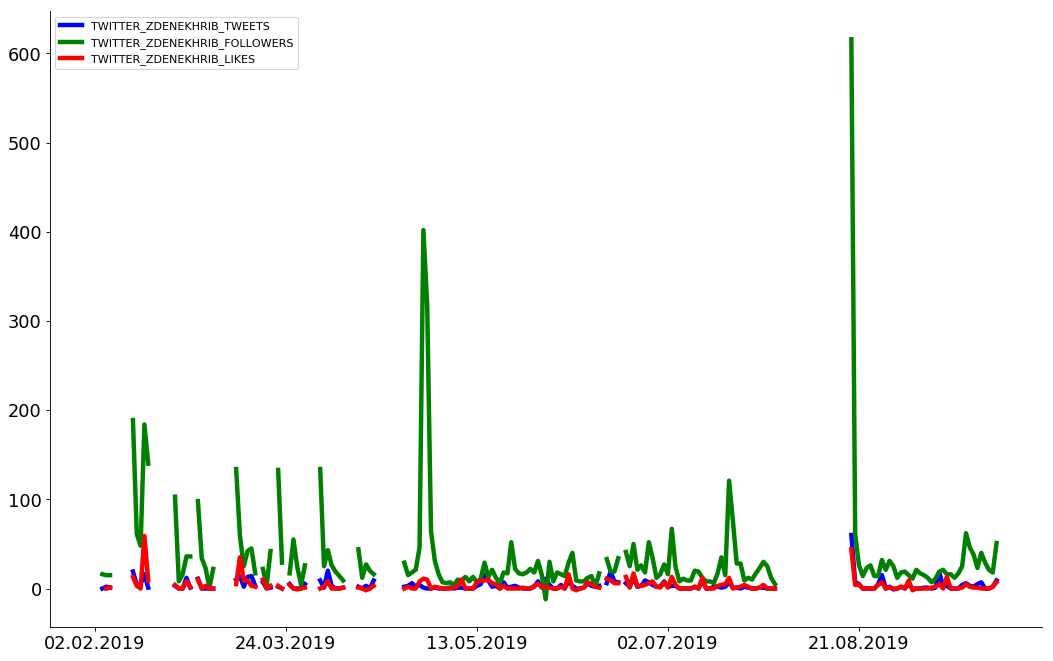 TWITTER_ZDENEKHRIB_TWEETS
TWITTER_ZDENEKHRIB_FOLLOWERS
TWITTER_ZDENEKHRIB_LIKES
600
500
400
300
200
100
0
02.02.2019 24.03.2019 13.05.2019 02.07.2019 21.08.2019